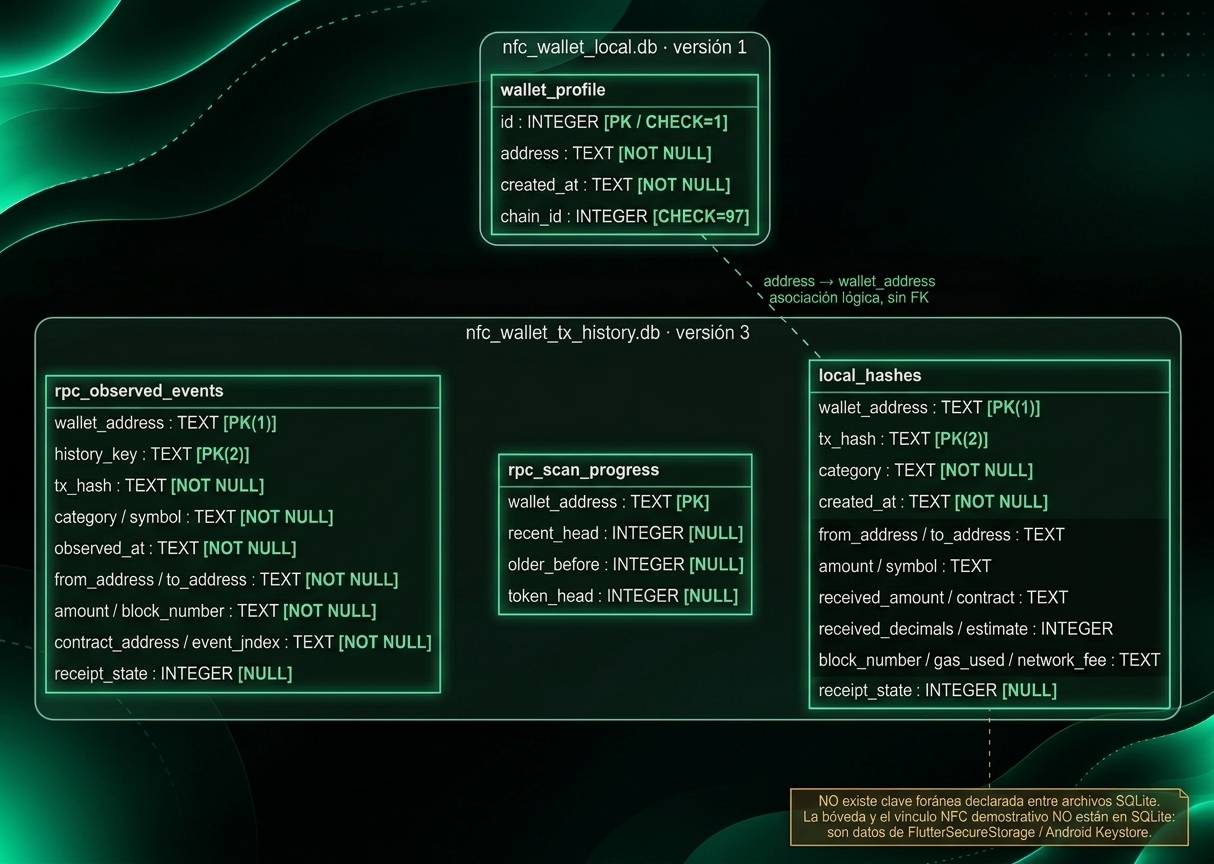 nfc_wallet_local.db · versión 1
wallet_profile
id : INTEGER [PK / CHECK=1]
address : TEXT [NOT NULL]
created_at : TEXT [NOT NULL]
chain_id : INTEGER [CHECK=97]
address → wallet_address
asociación lógica, sin FK
nfc_wallet_tx_history.db · versión 3
rpc_observed_events
wallet_address : TEXT [PK(1)]
history_key : TEXT [PK(2)]
tx_hash : TEXT [NOT NULL]
category / symbol : TEXT [NOT NULL]
observed_at : TEXT [NOT NULL]
from_address / to_address : TEXT [NOT NULL]
amount / block_number : TEXT [NOT NULL]
contract_address / event_jndex : TEXT [NOT NULL]
receipt_state : INTEGER [NULL]
rpc_scan_progress
wallet_address : TEXT [PK]
recent_head : INTEGER [NULL]
older_before : INTEGER [NULL]
token_head : INTEGER [NULL]
local_hashes
wallet_address : TEXT [PK(1)]
tx_hash : TEXT [PK(2)]
category : TEXT [NOT NULL]
created_at : TEXT [NOT NULL]
from_address / to_address : TEXT
amount / symbol : TEXT
received_amount / contract : TEXT
received_decimals / estimate : INTEGER
block_number / gas_used / network_fee : TEXT
receipt_state : INTEGER [NULL]
NO existe clave foránea declarada entre archivos SQLite.
La bóveda y el vinculo NFC demostrativo NO están en SQLite:
son datos de FlutterSecureStorage / Android Keystore.